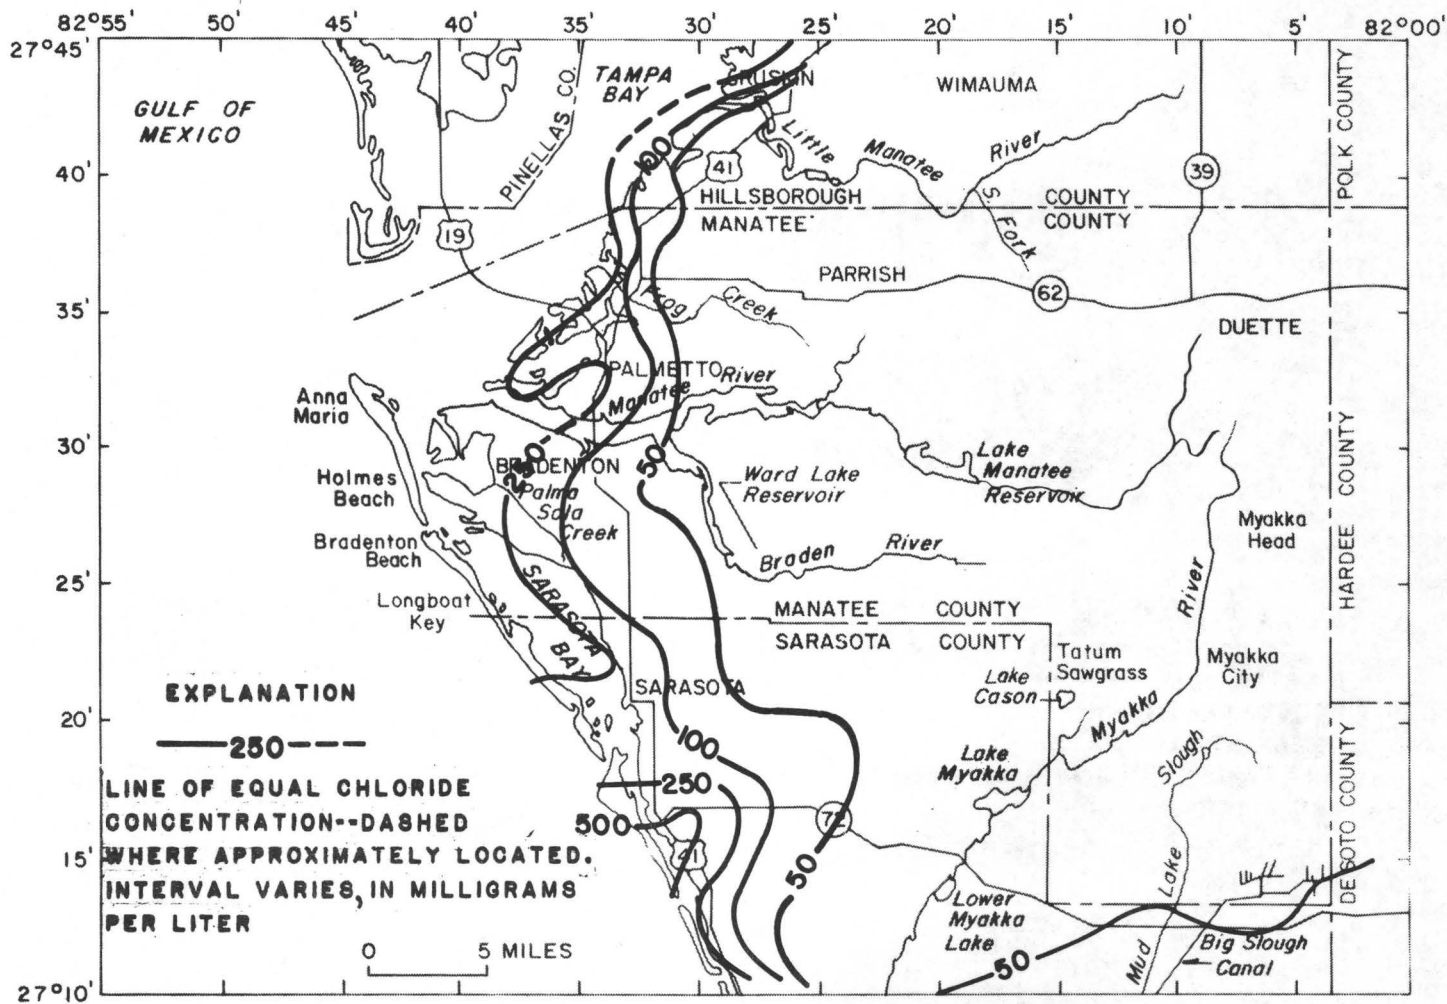 82°55' 50' 45' 40' 35' 30' 25' 20' 15' 10' 5' 82°00'
27°45'
GULF OF
MEXICO
TAMPA
BAY
PINELLAS CO.
WIMAUMA
POLK COUNTY
Little Manatee River
S. Fork
100
41
39
40'
19
HILLSBOROUGH COUNTY
MANATEE COUNTY
PARRISH
62
35'
Creek
DUETTE
PALMETTO
Manatee River
Anna
Maria
30'
50
250
BRADENTON
Holmes
Beach
Palma
Sola
Creek
Ward Lake
Reservoir
Lake
Manatee
Reservoir
HARDEE COUNTY
Myakka
Head
Bradenton
Beach
Braden River
25'
Longboat
Key
SARASOTA
BAY
MANATEE COUNTY
SARASOTA COUNTY
River
Tatum
Sawgrass
Myakka
City
Lake
Cason
Myakka
SARASOTA
EXPLANATION
20'
250
100
Lake
Myakka
Slough
DESOTO COUNTY
LINE OF EQUAL CHLORIDE
CONCENTRATION--DASHED
WHERE APPROXIMATELY LOCATED.
INTERVAL VARIES, IN MILLIGRAMS
PER LITER
250
500
72
41
15'
50
Lake
Mud
Lower
Myakka
Lake
Big Slough
Canal
50
0 5 MILES
27°10'